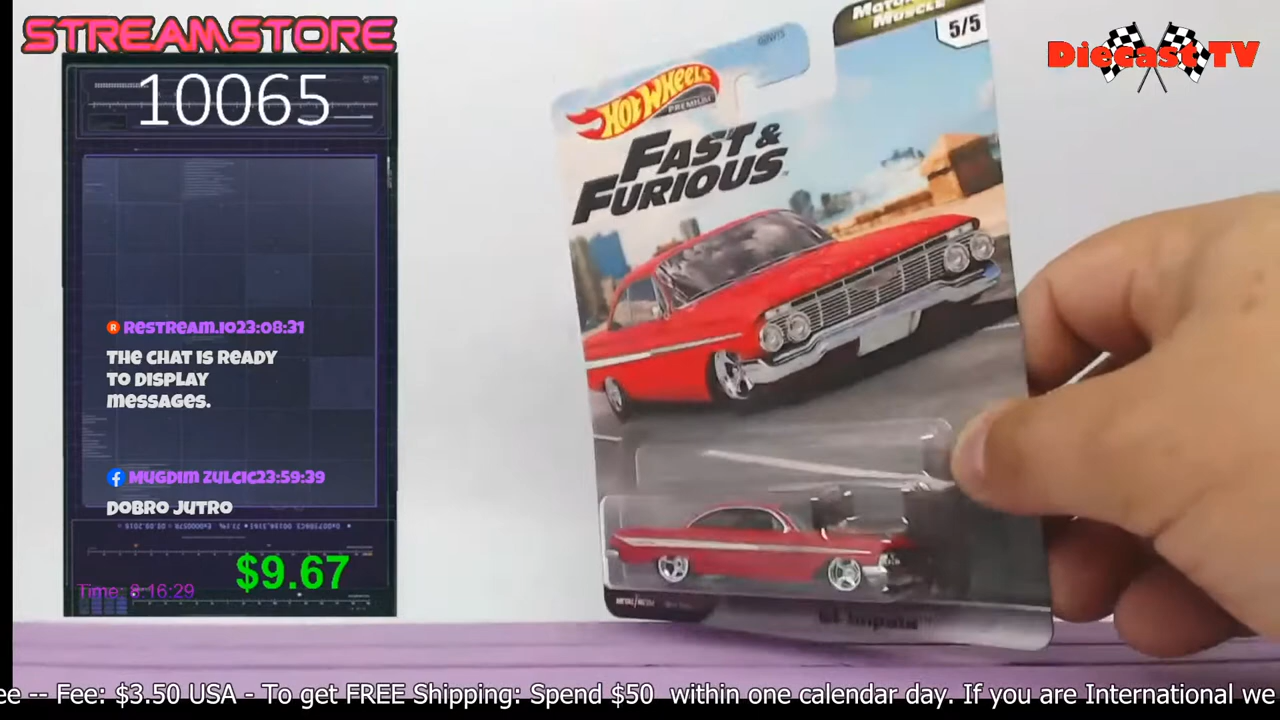 STREAMSTORE
10065
Restream.io23:08:31
The chat is ready
to display
messages.
Mugdim Zulcic23:59:39
Dobro jutro
$9.67
Time: 8:16:29
HOT WHEELS
PREMIUM
FAST &
FURIOUS
MUSCLE
5/5
Diecast TV
ee -- Fee: $3.50 USA - To get FREE Shipping: Spend $50 within one calendar day. If you are International we